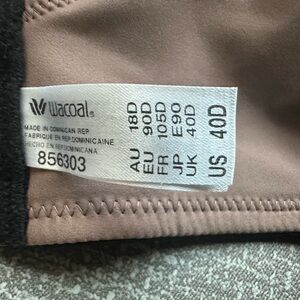 Wacoal®
MADE IN DOMINICAN REP
FABRIQUE EN REP.DOMINICAINE
HECHO EN REP.DOMINICANA
856303
AU 18D
EU 90D
FR 105D
JP E90
UK 40D
US 40D